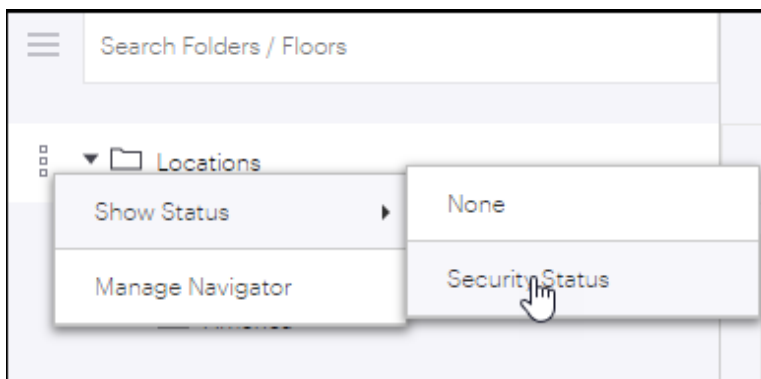 Search Folders / Floors
Locations
Show Status
None
Manage Navigator
Security Status